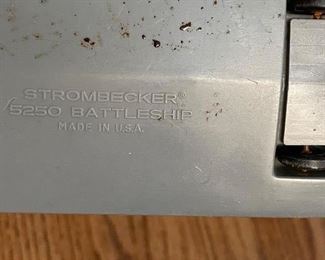 STROMBECKER®
5250 BATTLESHIP
MADE IN U.S.A.